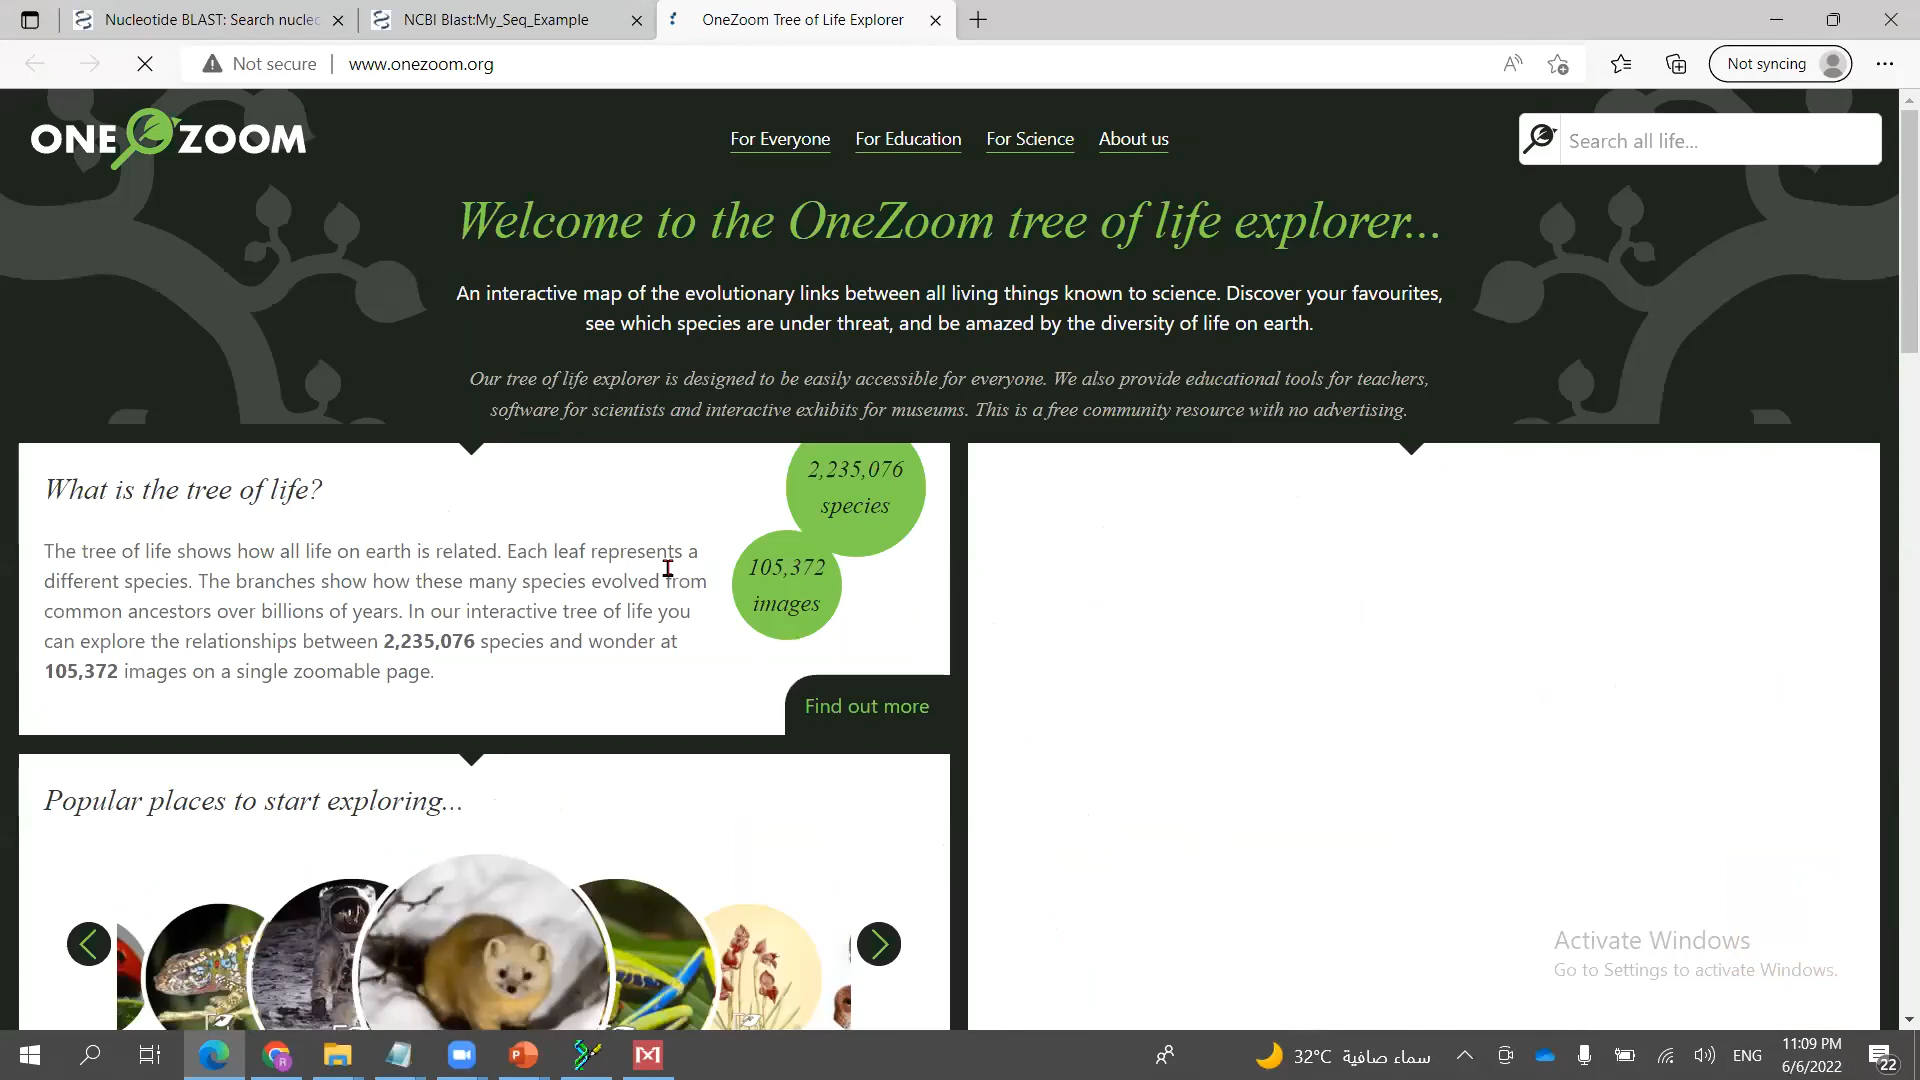 Nucleotide BLAST: Search nucleo
NCBI Blast:My_Seq_Example
OneZoom Tree of Life Explorer
Not secure
www.onezoom.org
Not syncing
ONE ZOOM
For Everyone
For Education
For Science
About us
Search all life...
Welcome to the OneZoom tree of life explorer...
An interactive map of the evolutionary links between all living things known to science. Discover your favourites,
see which species are under threat, and be amazed by the diversity of life on earth.
Our tree of life explorer is designed to be easily accessible for everyone. We also provide educational tools for teachers,
software for scientists and interactive exhibits for museums. This is a free community resource with no advertising.
What is the tree of life?
The tree of life shows how all life on earth is related. Each leaf represents a
different species. The branches show how these many species evolved from
common ancestors over billions of years. In our interactive tree of life you
can explore the relationships between 2,235,076 species and wonder at
105,372 images on a single zoomable page.
2,235,076
species
105,372
images
Find out more
Popular places to start exploring...
Activate Windows
Go to Settings to activate Windows.
32°C سماء صافية
ENG
11:09 PM
6/6/2022
22